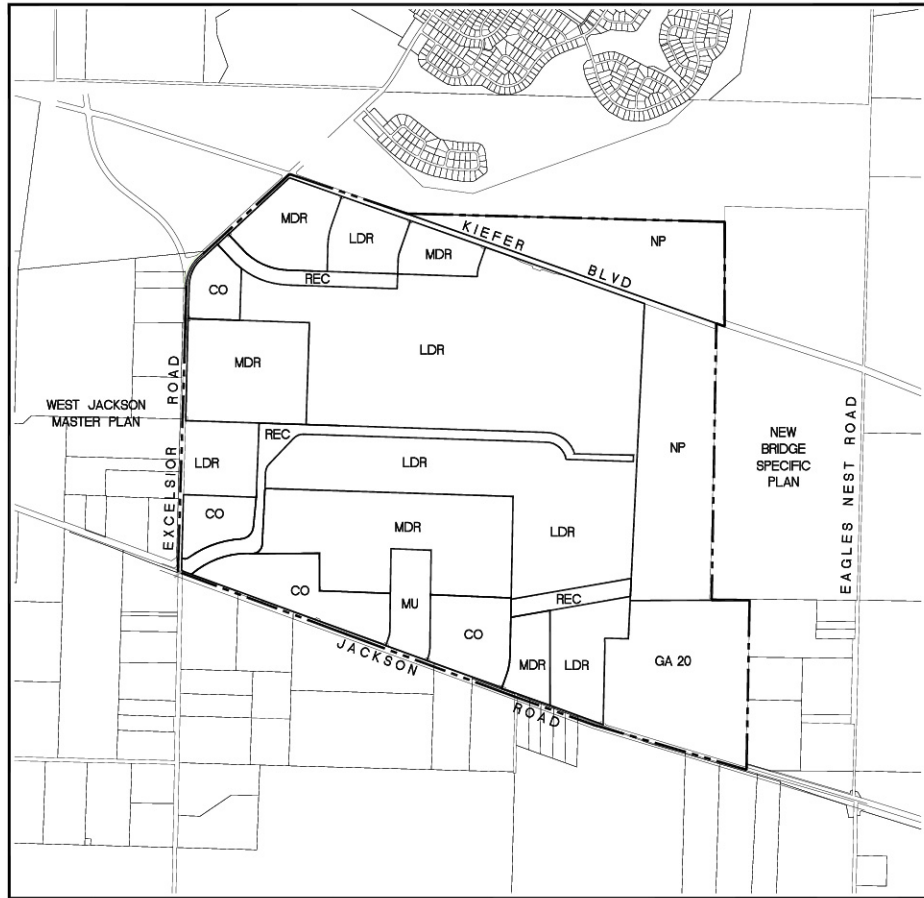 MDR
LDR
KIEFER
MDR
NP
BLVD
REC
CO
LDR
MDR
EXCELSIOR ROAD
WEST JACKSON
MASTER PLAN
REC
LDR
LDR
NP
NEW
BRIDGE
SPECIFIC
PLAN
EAGLES NEST ROAD
CO
MDR
LDR
CO
MU
REC
CO
JACKSON
ROAD
MDR
LDR
GA 20